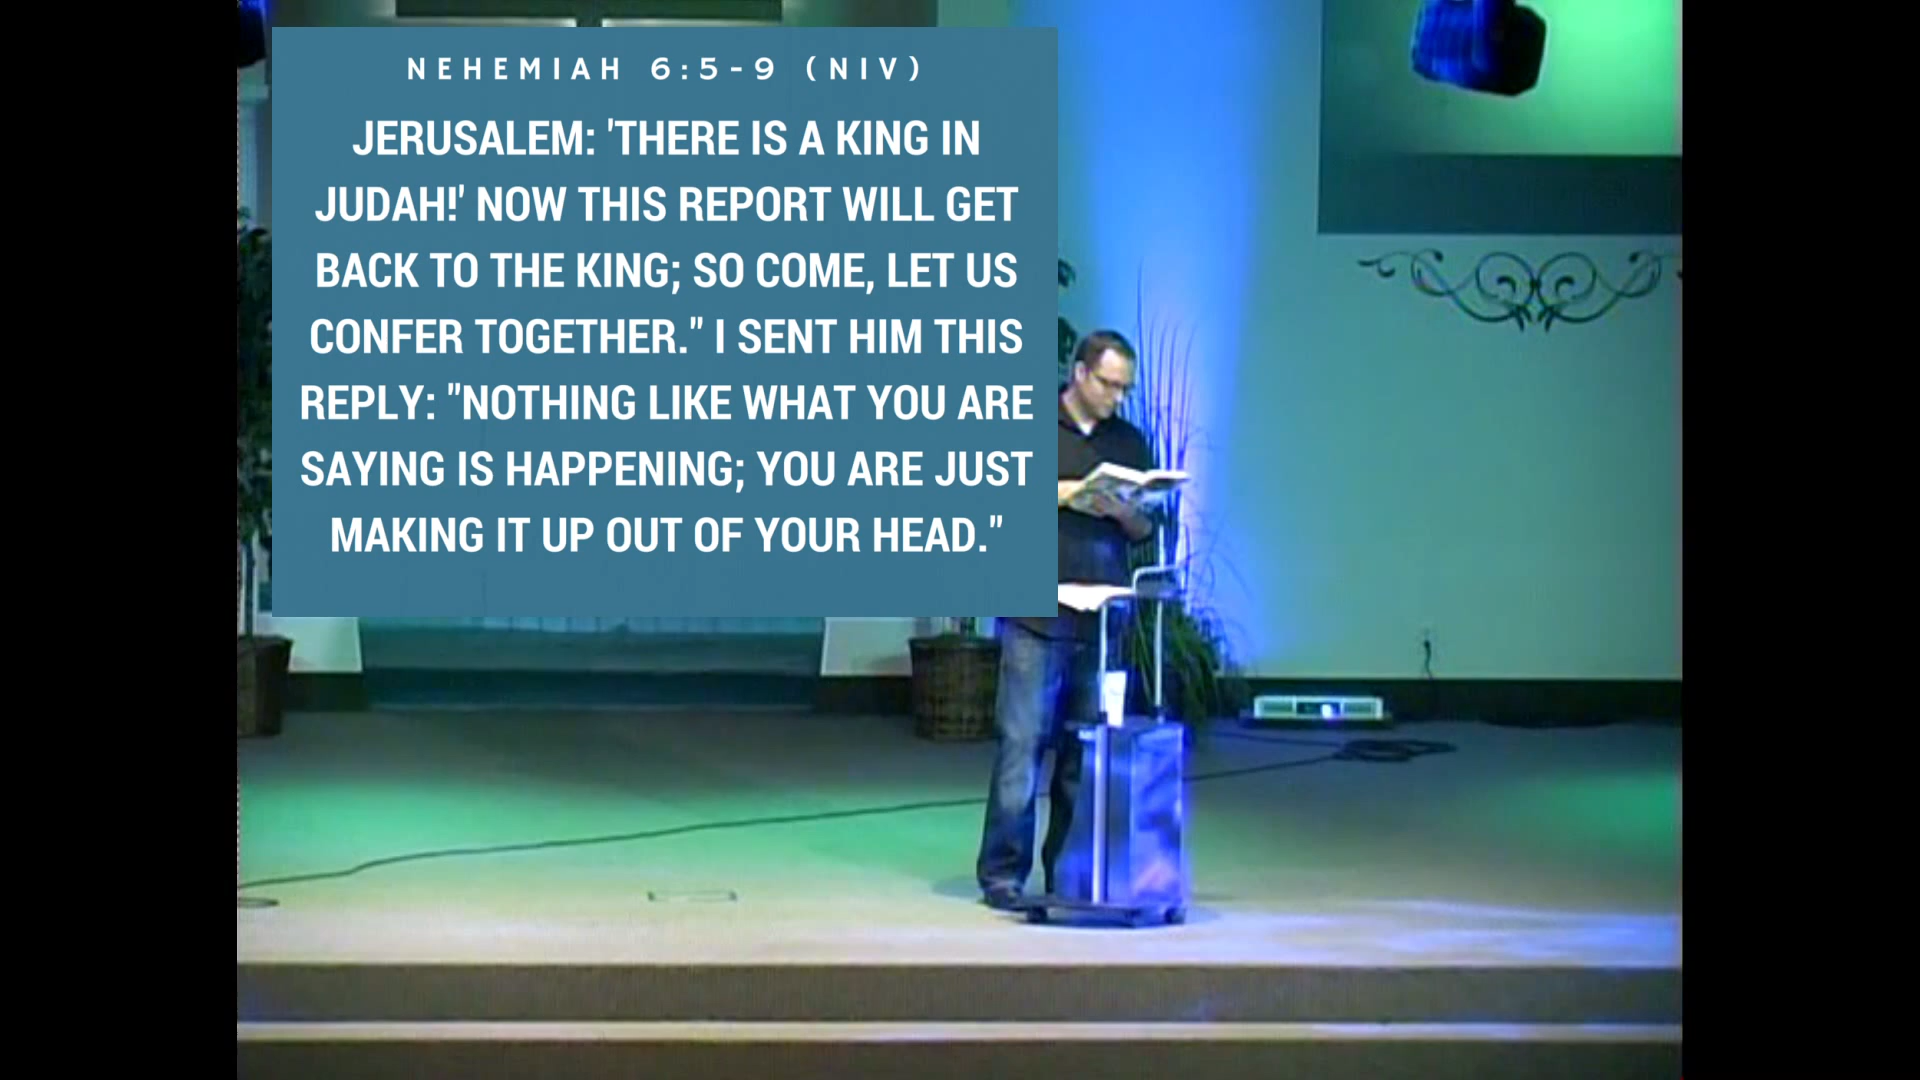 NEHEMIAH 6:5-9 (NIV)
JERUSALEM: 'THERE IS A KING IN
JUDAH!' NOW THIS REPORT WILL GET
BACK TO THE KING; SO COME, LET US
CONFER TOGETHER." I SENT HIM THIS
REPLY: "NOTHING LIKE WHAT YOU ARE
SAYING IS HAPPENING; YOU ARE JUST
MAKING IT UP OUT OF YOUR HEAD."